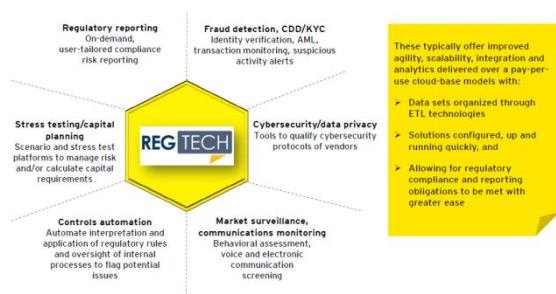 Regulatory reporting
On-demand,
user-tailored compliance
risk reporting
Fraud detection, CDD/KYC
Identity verification, AML,
transaction monitoring, suspicious
activity alerts
Stress testing/capital
planning
Scenario and stress test
platforms to manage risk
and/or calculate capital
requirements
REGTECH
Cybersecurity/data privacy
Tools to qualify cybersecurity
protocols of vendors
Controls automation
Automate interpretation and
application of regulatory rules
and oversight of internal
processes to flag potential
issues
Market surveillance,
communications monitoring
Behavioral assessment,
voice and electronic
communication
screening
These typically offer improved
agility, scalability, integration and
analytics delivered over a pay-per-
use cloud-base models with:
➢ Data sets organized through
ETL technologies
➢ Solutions configured, up and
running quickly, and
➢ Allowing for regulatory
compliance and reporting
obligations to be met with
greater ease